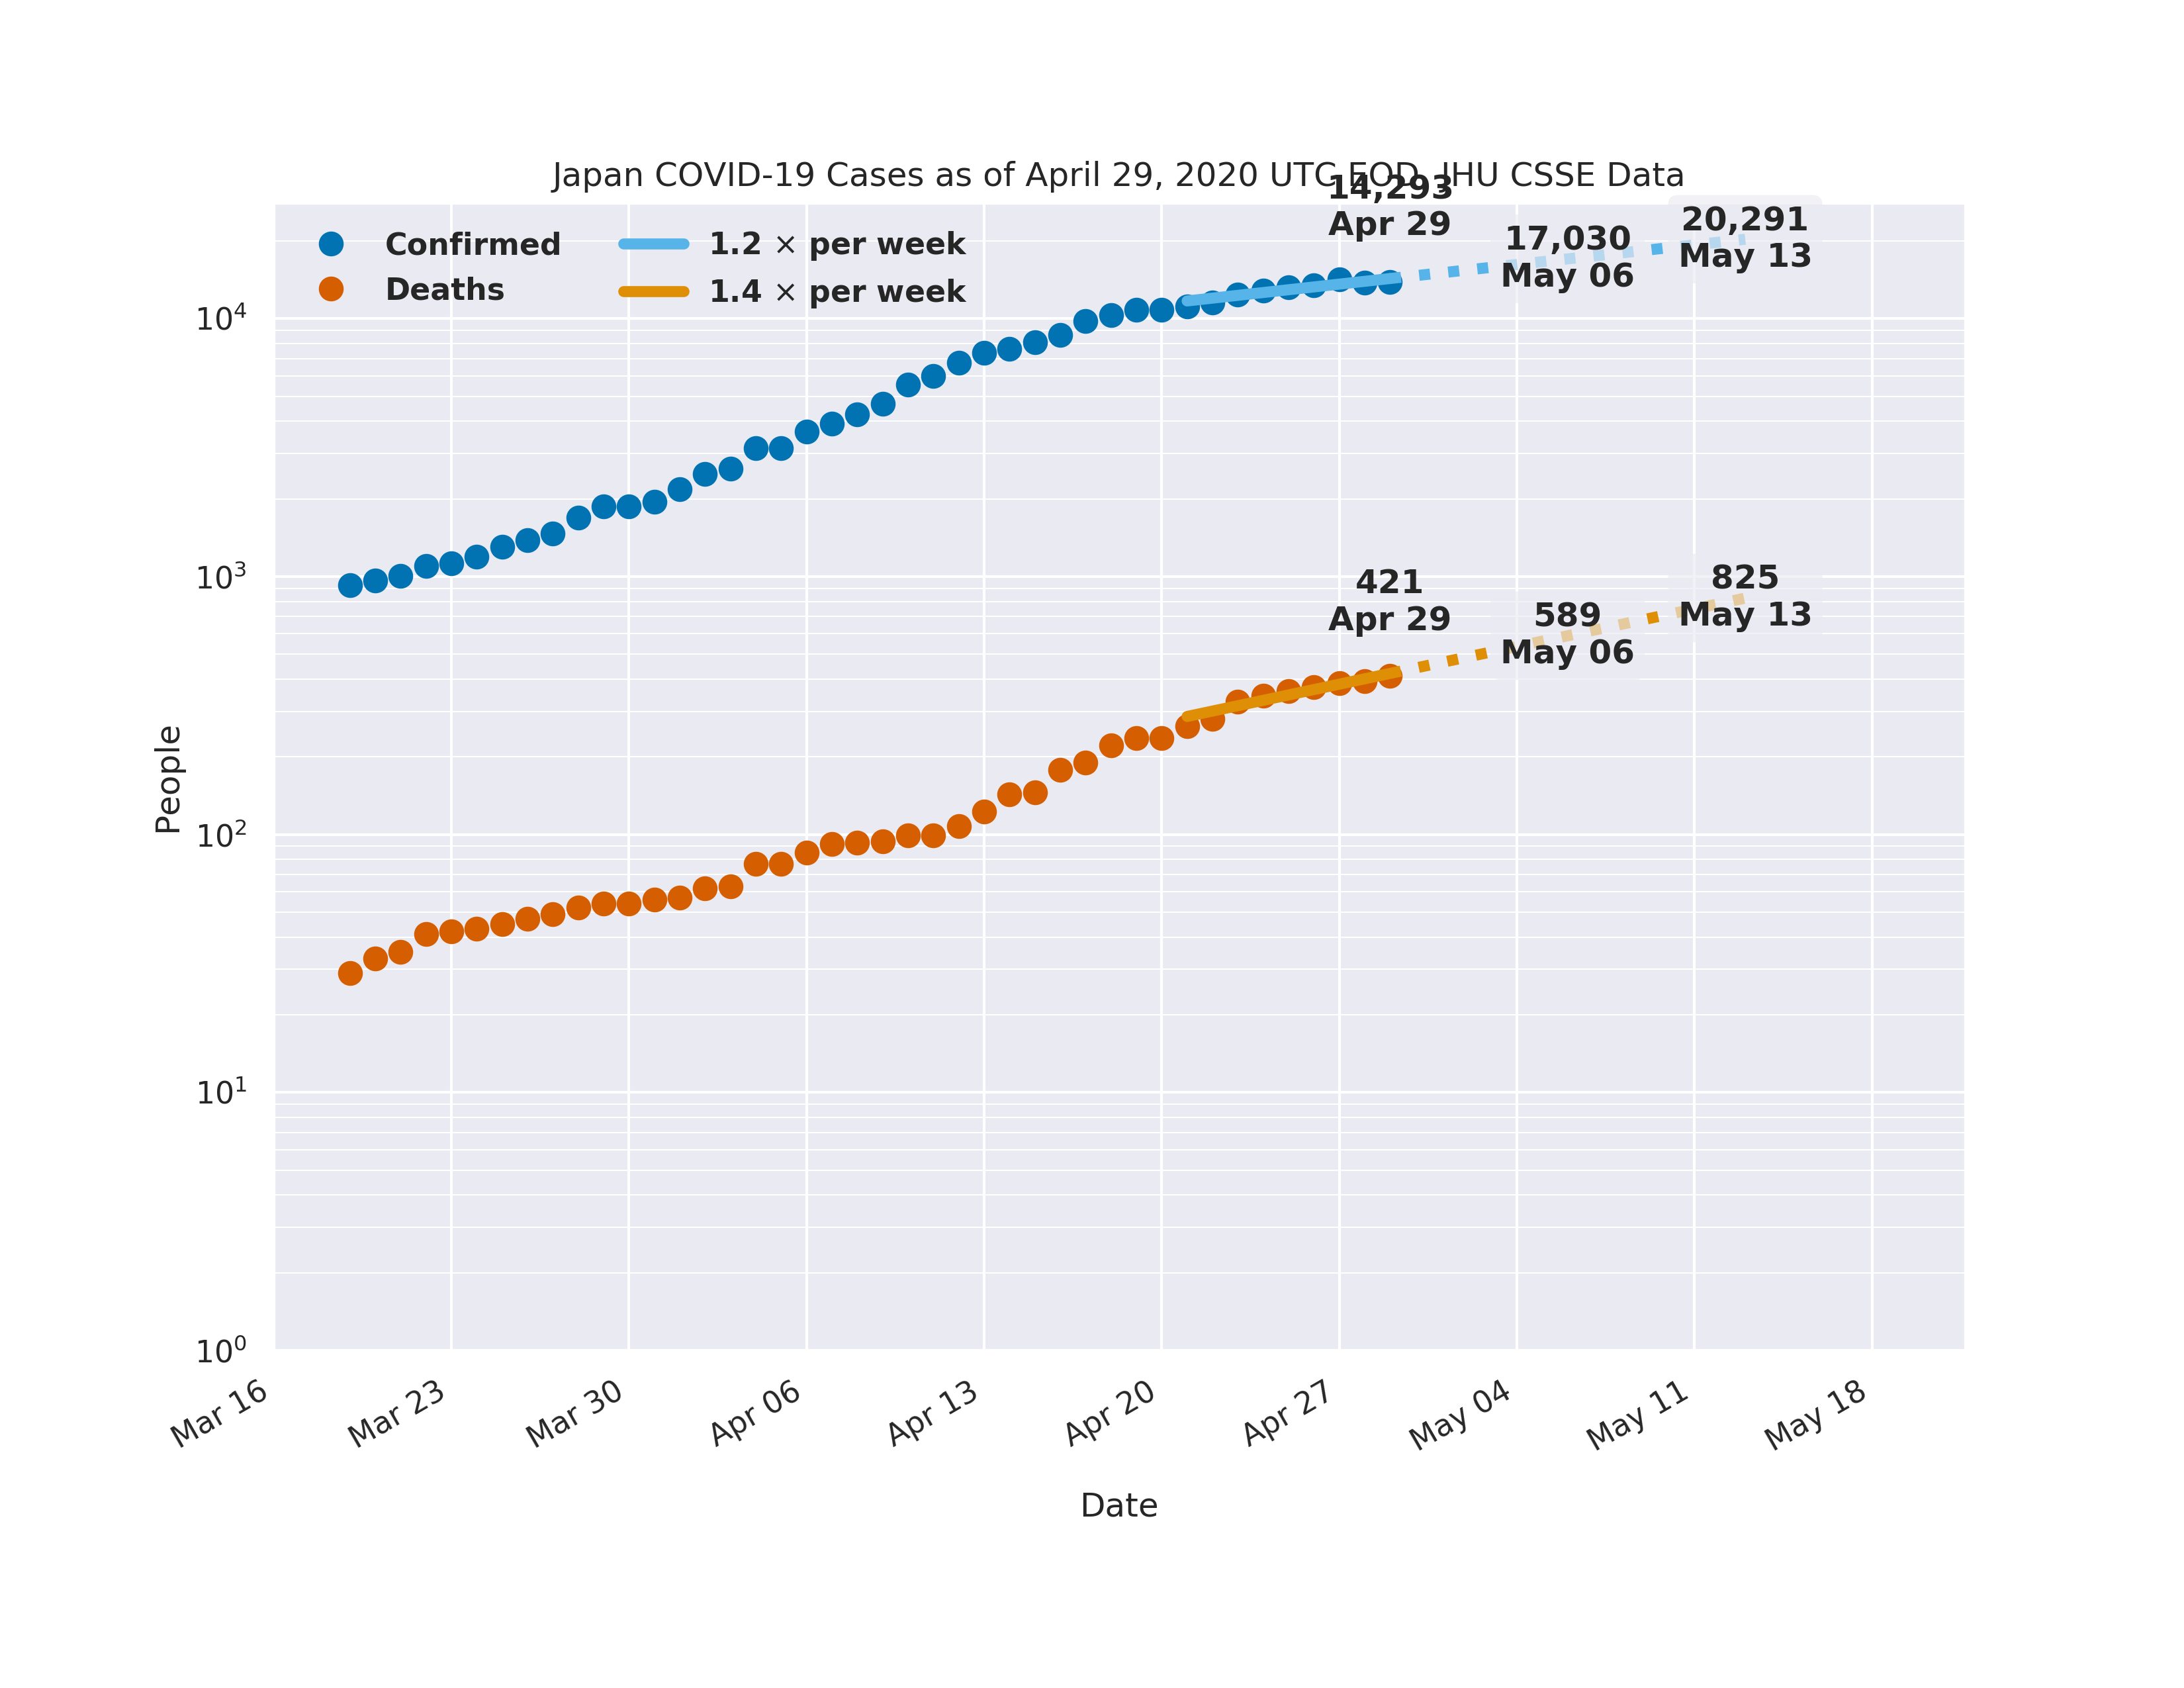 Japan COVID-19 Cases as of April 29, 2020 UTC EOD, JHU CSSE Data
14,293
Apr 29
17,030
May 06
20,291
May 13
Confirmed
Deaths
1.2 × per week
1.4 × per week
421
Apr 29
589
May 06
825
May 13
People
10⁴
10³
10²
10¹
10⁰
Mar 16
Mar 23
Mar 30
Apr 06
Apr 13
Apr 20
Apr 27
May 04
May 11
May 18
Date